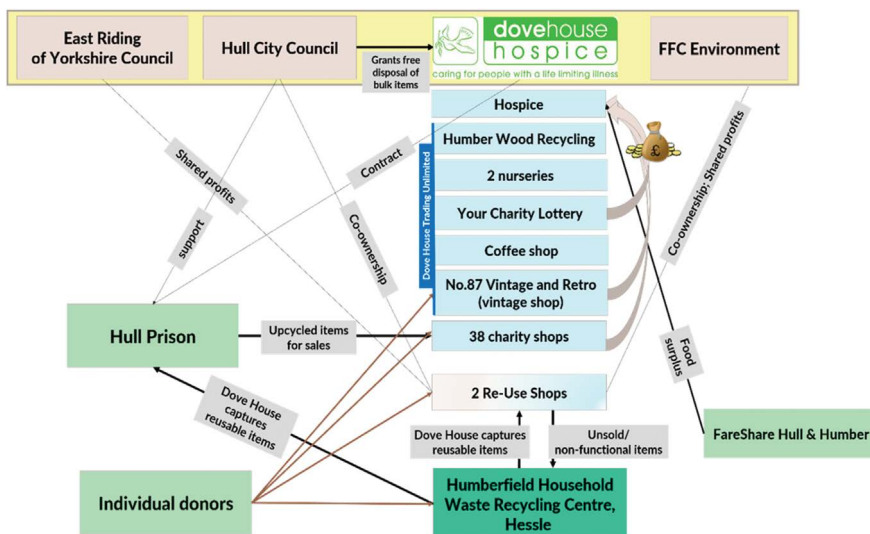 East Riding
of Yorkshire Council
Hull City Council
Grants free
disposal of
bulk items
dovehouse
hospice
caring for people with a life limiting illness
FFC Environment
Hospice
Humber Wood Recycling
2 nurseries
Your Charity Lottery
Coffee shop
No.87 Vintage and Retro
(vintage shop)
38 charity shops
2 Re-Use Shops
Dove House Trading Unlimited
£
Shared profits
support
Contract
Co-ownership
Co-ownership; Shared profits
Hull Prison
Upcycled items
for sales
Food
surplus
Dove House
captures
reusable items
Dove House captures
reusable items
Unsold/
non-functional items
FareShare Hull & Humber
Individual donors
Humberfield Household
Waste Recycling Centre,
Hessle